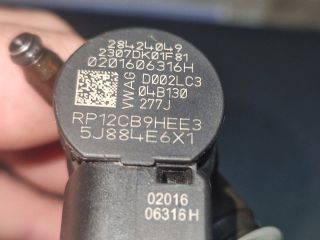 28424049
2307DK01F81
0201606316H
VWAG D002LC3
04B130
277J
RP12CB9HEE3
5J884E6X1
02016
06316H